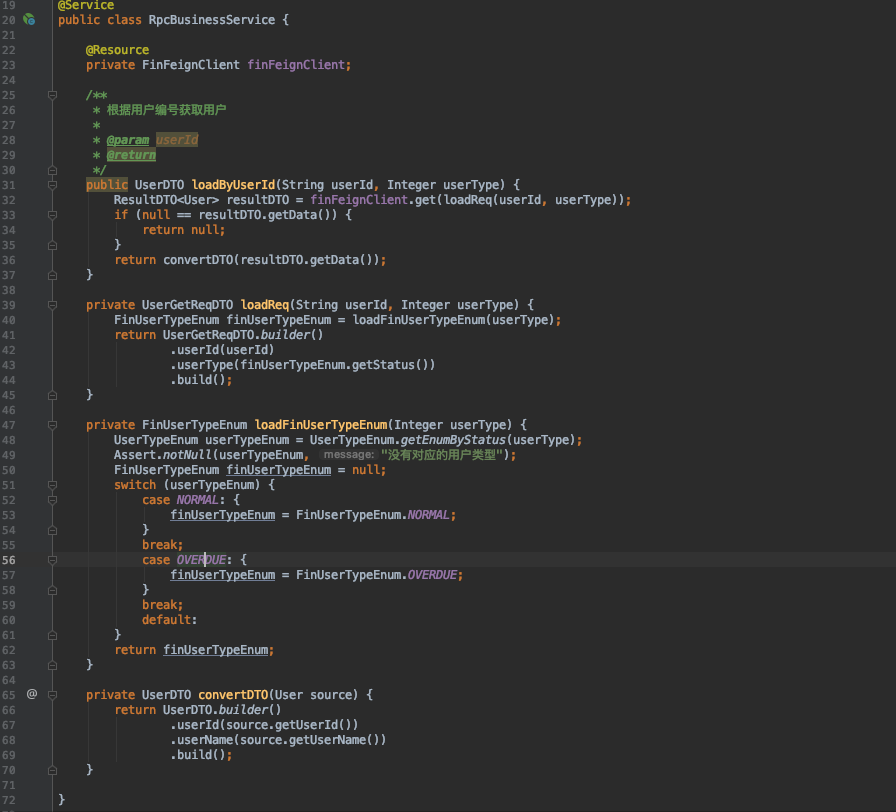 19 @Service
20 public class RpcBusinessService {
21
22     @Resource
23     private FinFeignClient finFeignClient;
24
25     /**
26      * 根据用户编号获取用户
27      *
28      * @param userId
29      * @return
30      */
31     public UserDTO loadByUserId(String userId, Integer userType) {
32         ResultDTO<User> resultDTO = finFeignClient.get(loadReq(userId, userType));
33         if (null == resultDTO.getData()) {
34             return null;
35         }
36         return convertDTO(resultDTO.getData());
37     }
38
39     private UserGetReqDTO loadReq(String userId, Integer userType) {
40         FinUserTypeEnum finUserTypeEnum = loadFinUserTypeEnum(userType);
41         return UserGetReqDTO.builder()
42                 .userId(userId)
43                 .userType(finUserTypeEnum.getStatus())
44                 .build();
45     }
46
47     private FinUserTypeEnum loadFinUserTypeEnum(Integer userType) {
48         UserTypeEnum userTypeEnum = UserTypeEnum.getEnumByStatus(userType);
49         Assert.notNull(userTypeEnum, message: "没有对应的用户类型");
50         FinUserTypeEnum finUserTypeEnum = null;
51         switch (userTypeEnum) {
52             case NORMAL: {
53                 finUserTypeEnum = FinUserTypeEnum.NORMAL;
54             }
55             break;
56             case OVERDUE: {
57                 finUserTypeEnum = FinUserTypeEnum.OVERDUE;
58             }
59             break;
60             default:
61         }
62         return finUserTypeEnum;
63     }
64
65 @     private UserDTO convertDTO(User source) {
66         return UserDTO.builder()
67                 .userId(source.getUserId())
68                 .userName(source.getUserName())
69                 .build();
70     }
71
72 }